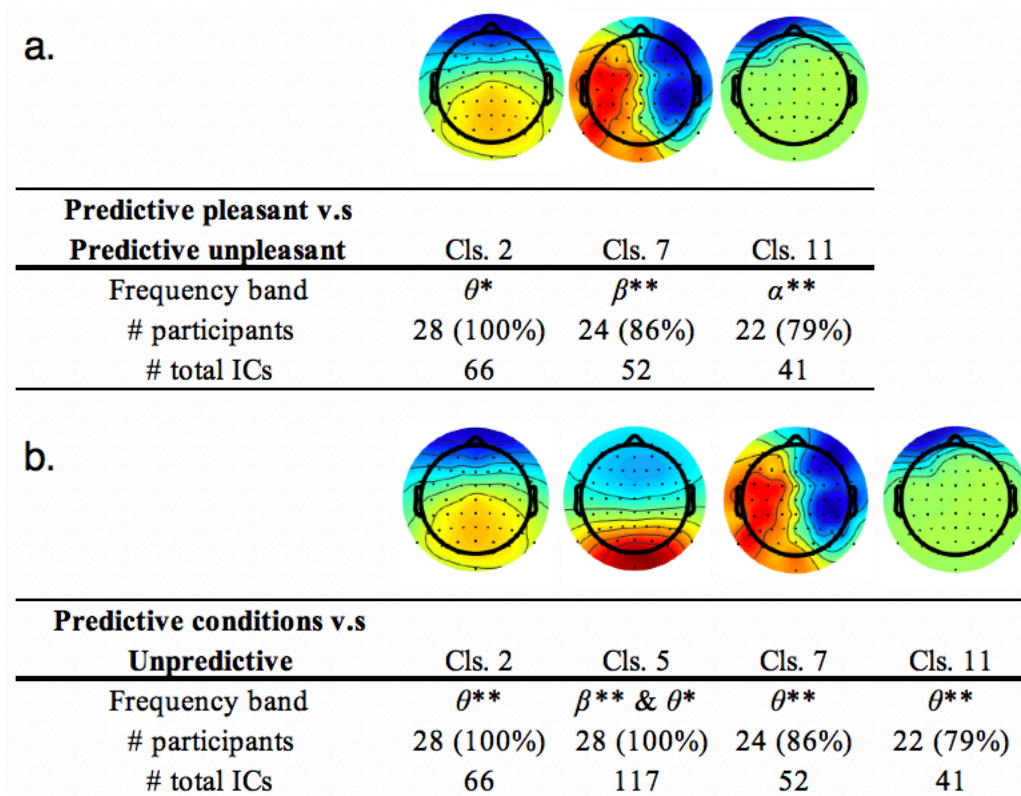 a.
Predictive pleasant v.s
Predictive unpleasant Cls. 2 Cls. 7 Cls. 11
Frequency band θ* β** α**
# participants 28 (100%) 24 (86%) 22 (79%)
# total ICs 66 52 41
b.
Predictive conditions v.s
Unpredictive Cls. 2 Cls. 5 Cls. 7 Cls. 11
Frequency band θ** β** & θ* θ** θ**
# participants 28 (100%) 28 (100%) 24 (86%) 22 (79%)
# total ICs 66 117 52 41